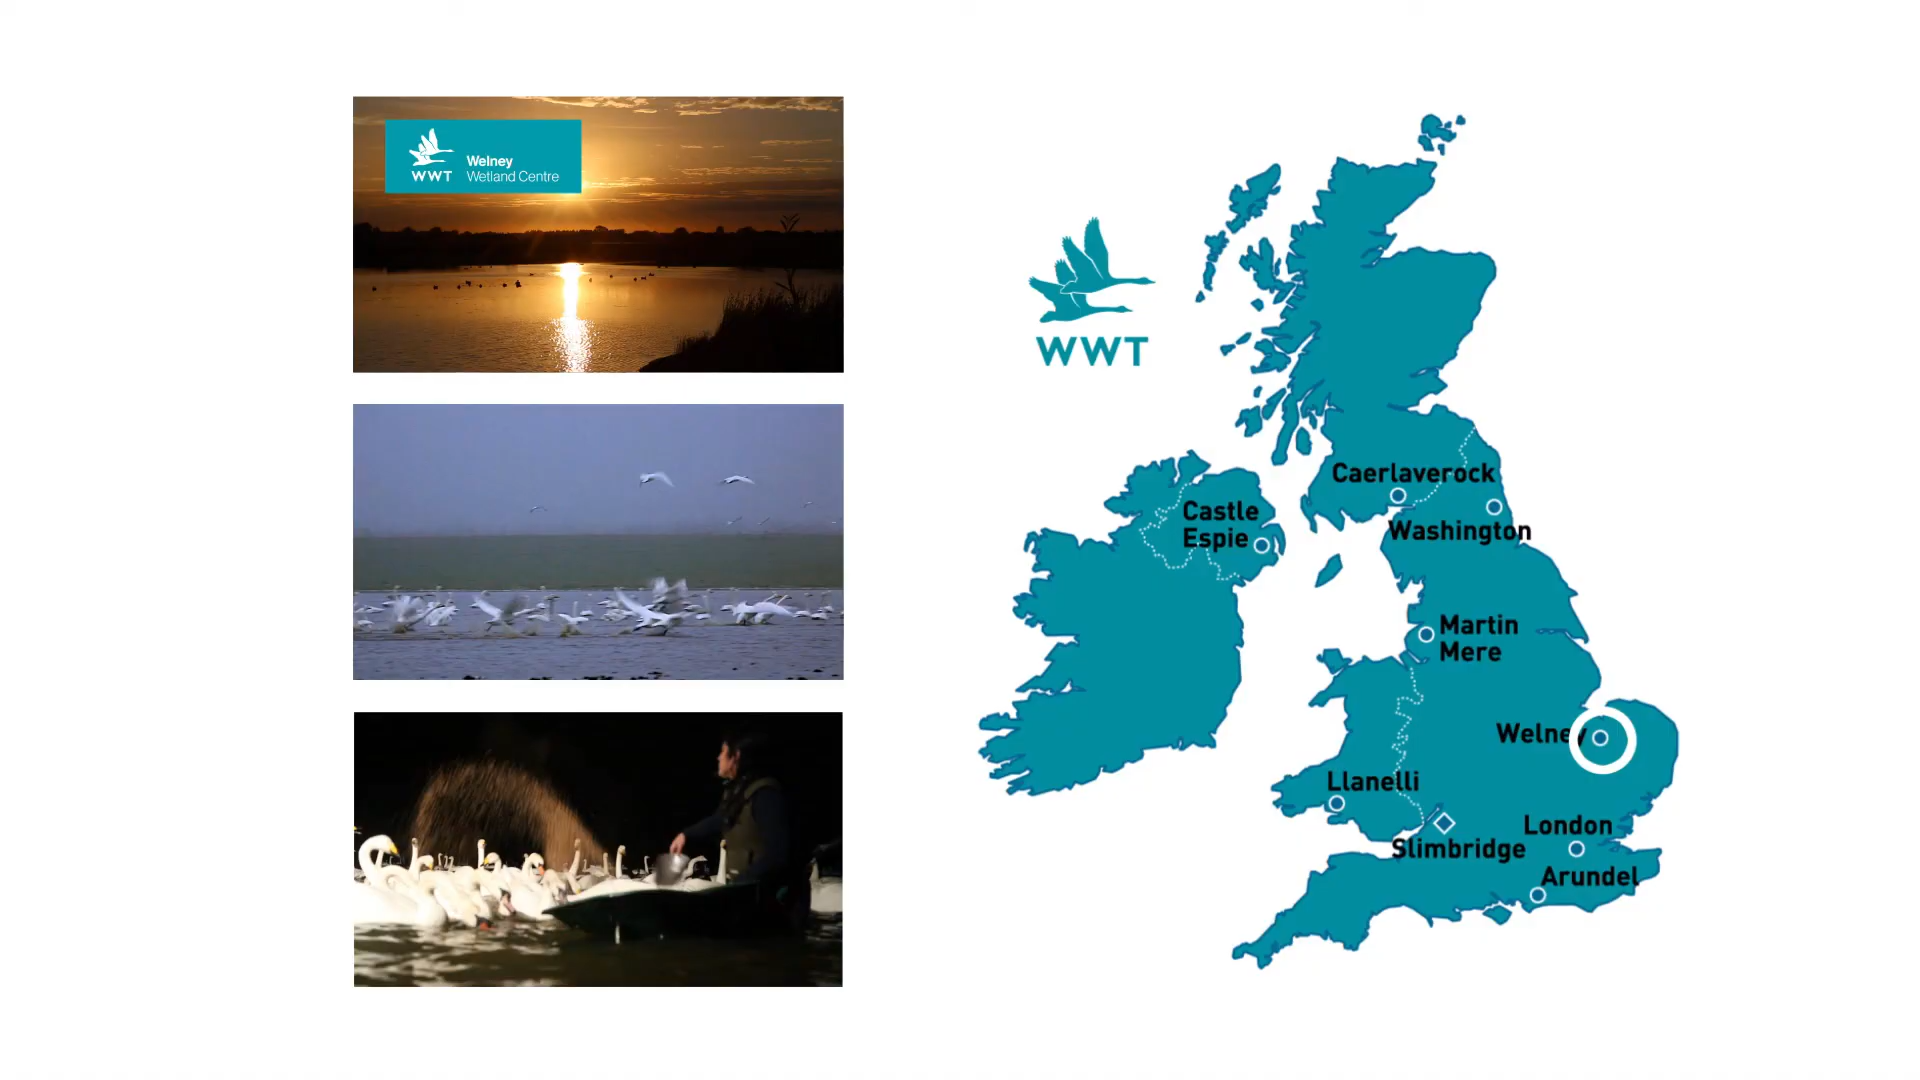 WWT
Welney
Wetland Centre
WWT
Caerlaverock
Castle
Espie
Washington
Martin
Mere
Welney
Llanelli
London
Slimbridge
Arundel